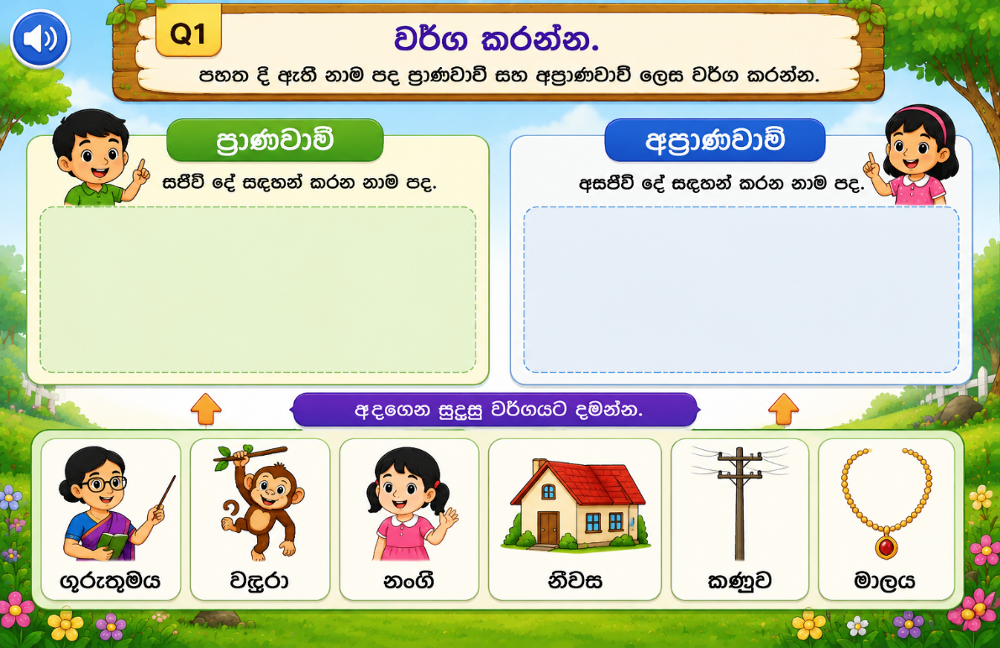 Q1
වර්ග කරන්න.
පහත දී ඇති නාම පද ප්‍රාණවාචී සහ අප්‍රාණවාචී ලෙස වර්ග කරන්න.
ප්‍රාණවාචී
අප්‍රාණවාචී
සජීවී දේ සඳහන් කරන නාම පද.
අසජීවී දේ සඳහන් කරන නාම පද.
අදගෙන සුදුසු වර්ගයට දමන්න.
ගුරුතුමය
වඳුරා
නංගී
නිවස
කණුව
මාලය